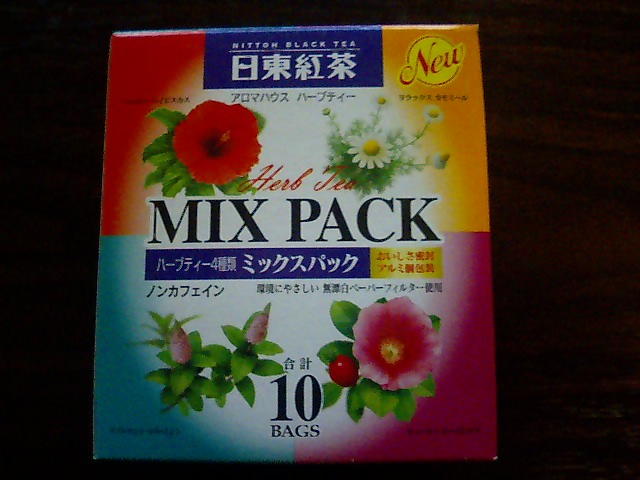 NITTOH BLACK TEA
日東紅茶
New
アロマハウス ハーブティー
リラックス カモミール
Herb Tea
MIX PACK
ハーブティー4種類 ミックスパック
おいしさ密封
アルミ個包装
ノンカフェイン
環境にやさしい 無漂白ペーパーフィルター使用
合計
10
BAGS